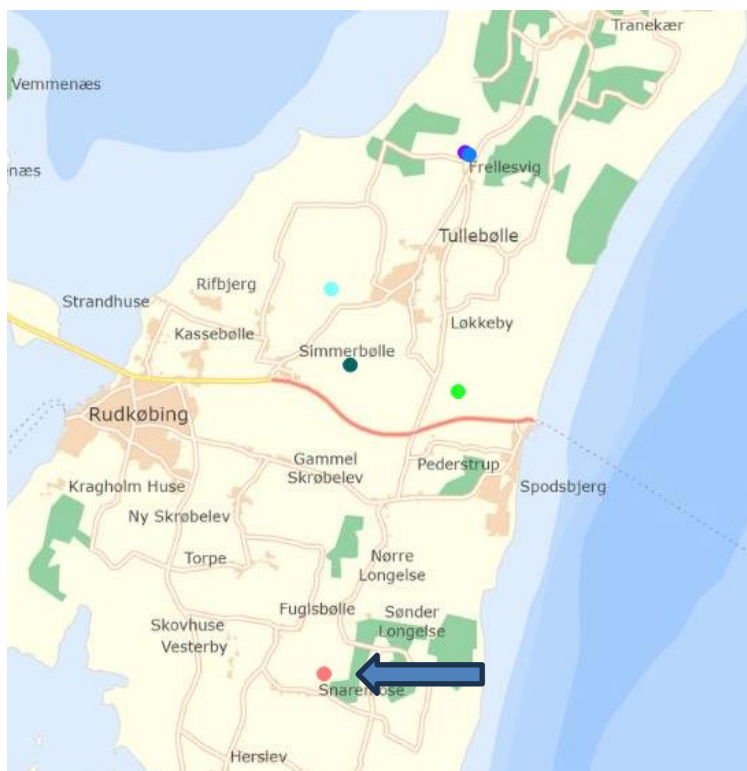 Tranekær
Vemmenæs
næs
Frellesvig
Tullebølle
Rifbjerg
Strandhuse
Løkkeby
Kassebølle
Simmerbølle
Rudkøbing
Gammel
Skrøbelev
Pederstrup
Kragholm Huse
Spodsbjerg
Ny Skrøbelev
Torpe
Nørre
Longelse
Fuglsbølle
Sønder
Longelse
Skovhuse
Vesterby
Snaremose
Herslev